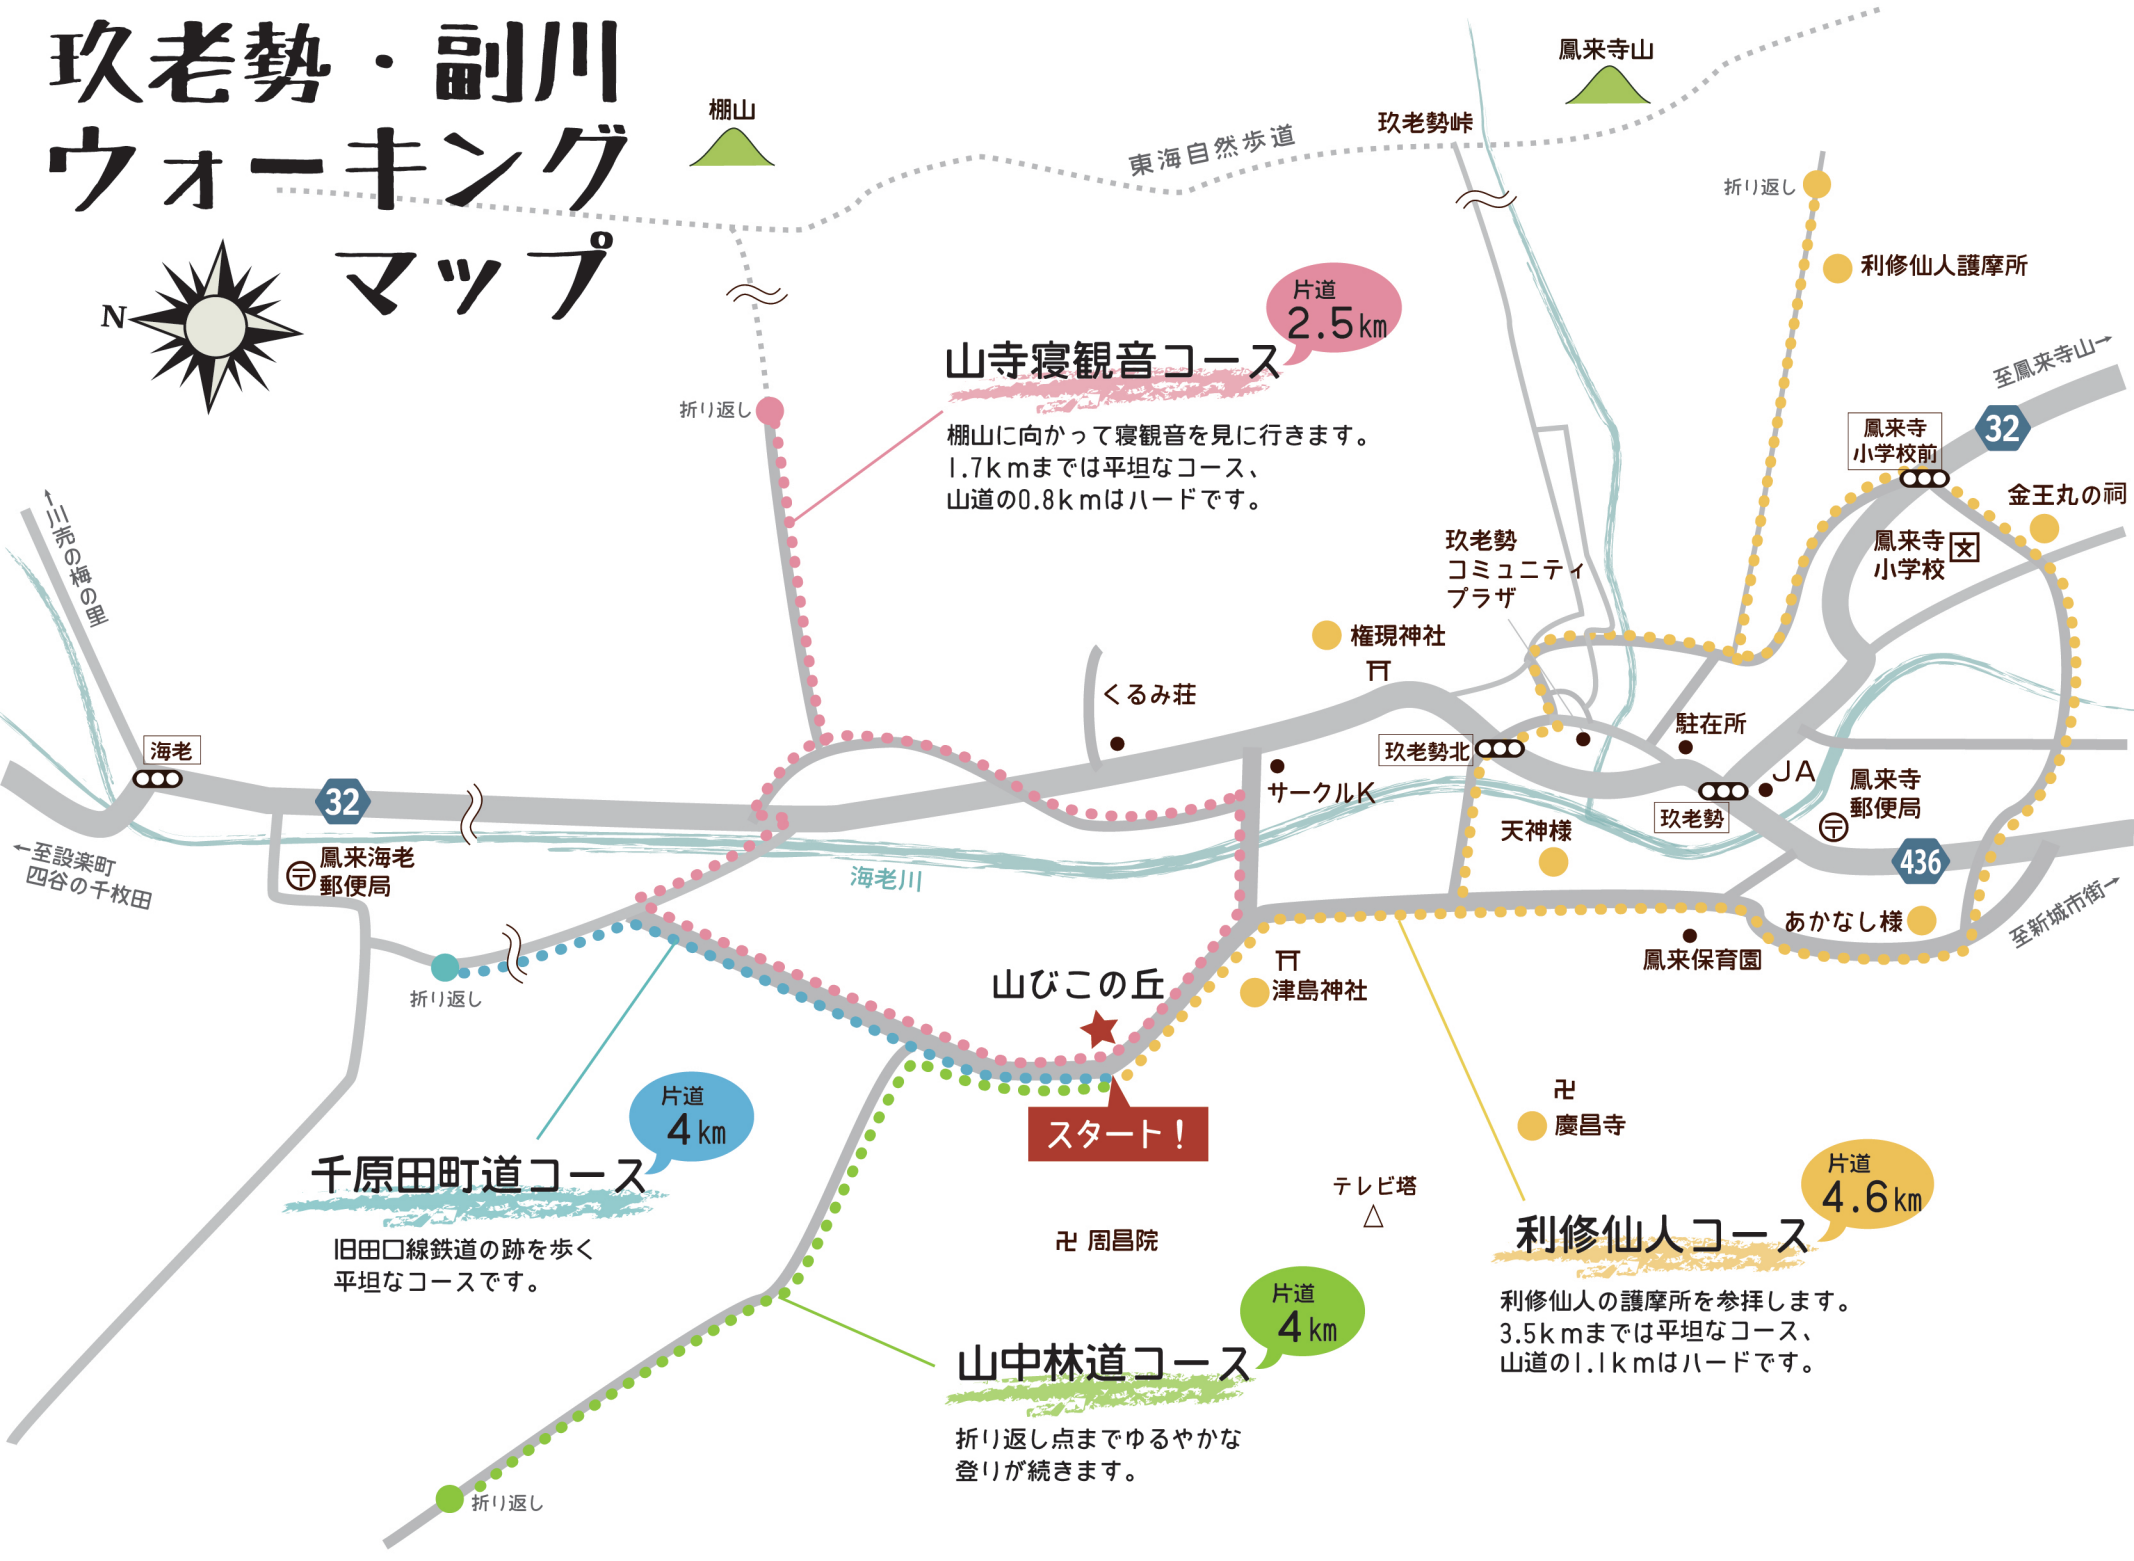 玖老勢・副川
ウォーキング
マップ
N
棚山
鳳来寺山
玖老勢峠
東海自然歩道
折り返し
利修仙人護摩所
片道
2.5km
山寺寝観音コース
棚山に向かって寝観音を見に行きます。
1.7kmまでは平坦なコース、
山道の0.8kmはハードです。
折り返し
至鳳来寺山→
32
鳳来寺
小学校前
金王丸の祠
鳳来寺
小学校
文
←川売の梅の里
玖老勢
コミュニティ
プラザ
権現神社
くるみ荘
海老
32
玖老勢北
駐在所
サークルK
JA
鳳来寺
郵便局
玖老勢
天神様
436
←至設楽町
四谷の千枚田
鳳来海老
郵便局
海老川
あかなし様
至新城市街→
鳳来保育園
折り返し
山びこの丘
津島神社
スタート!
片道
4km
千原田町道コース
旧田口線鉄道の跡を歩く
平坦なコースです。
卍
慶昌寺
テレビ塔
卍 周昌院
片道
4.6km
利修仙人コース
利修仙人の護摩所を参拝します。
3.5kmまでは平坦なコース、
山道の1.1kmはハードです。
片道
4km
山中林道コース
折り返し点までゆるやかな
登りが続きます。
折り返し